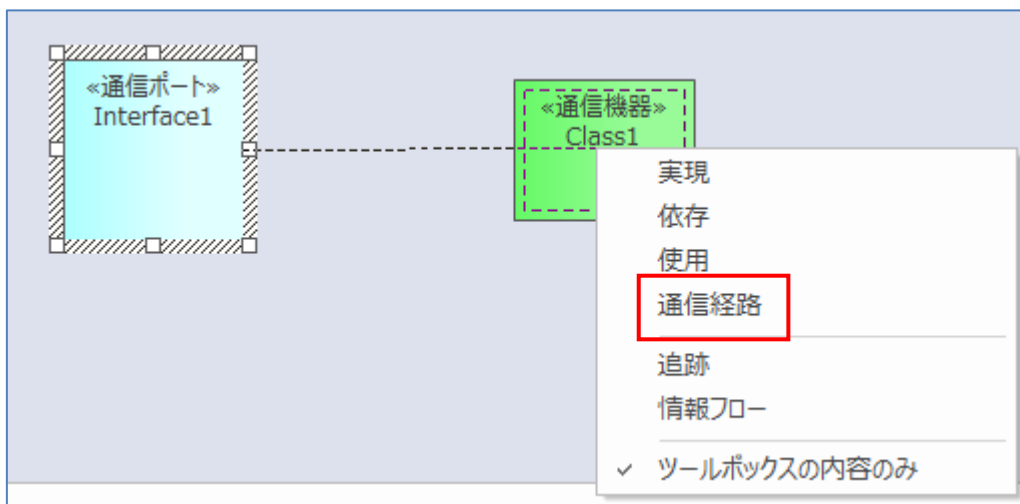 «通信ポート»
Interface1
«通信機器»
Class1
実現
依存
使用
通信経路
追跡
情報フロー
✓ ツールボックスの内容のみ